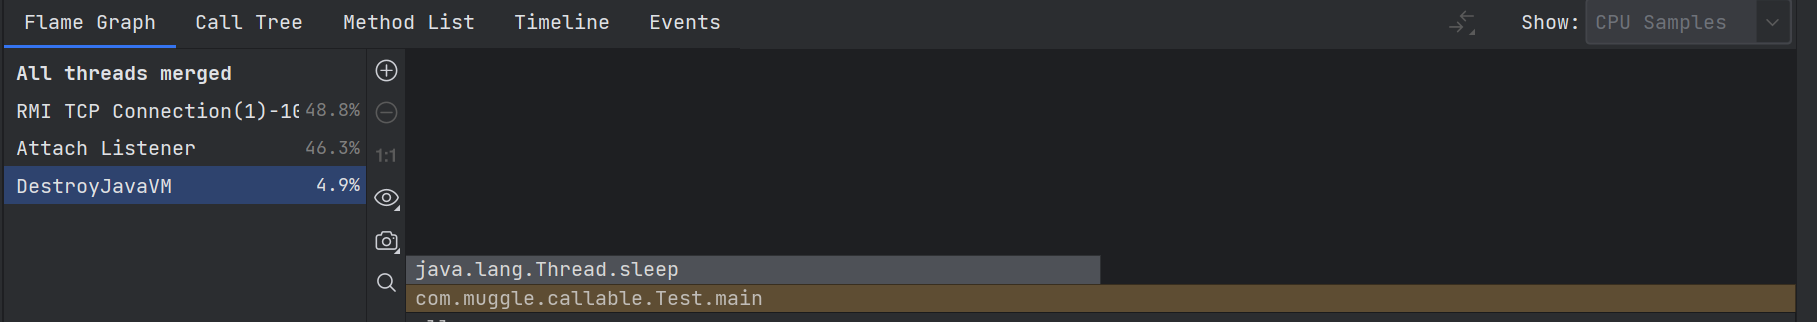 Flame Graph Call Tree Method List Timeline Events Show: CPU Samples
All threads merged
RMI TCP Connection(1)-10 48.8%
Attach Listener 46.3%
DestroyJavaVM 4.9%
1:1
java.lang.Thread.sleep
com.muggle.callable.Test.main